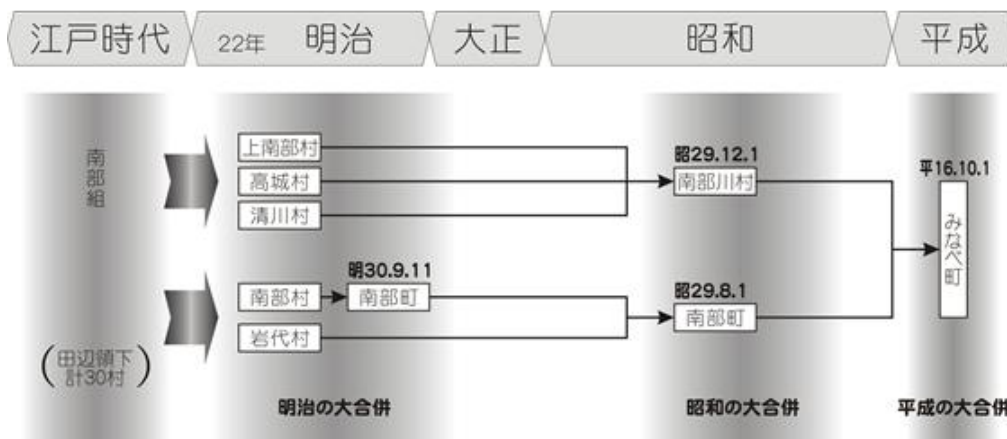 江戸時代
22年 明治
大正
昭和
平成
南部組
上南部村
高城村
清川村
昭29.12.1
南部川村
平16.10.1
みなべ町
明30.9.11
南部村
南部町
岩代村
昭29.8.1
南部町
(田辺領下
計30村)
明治の大合併
昭和の大合併
平成の大合併